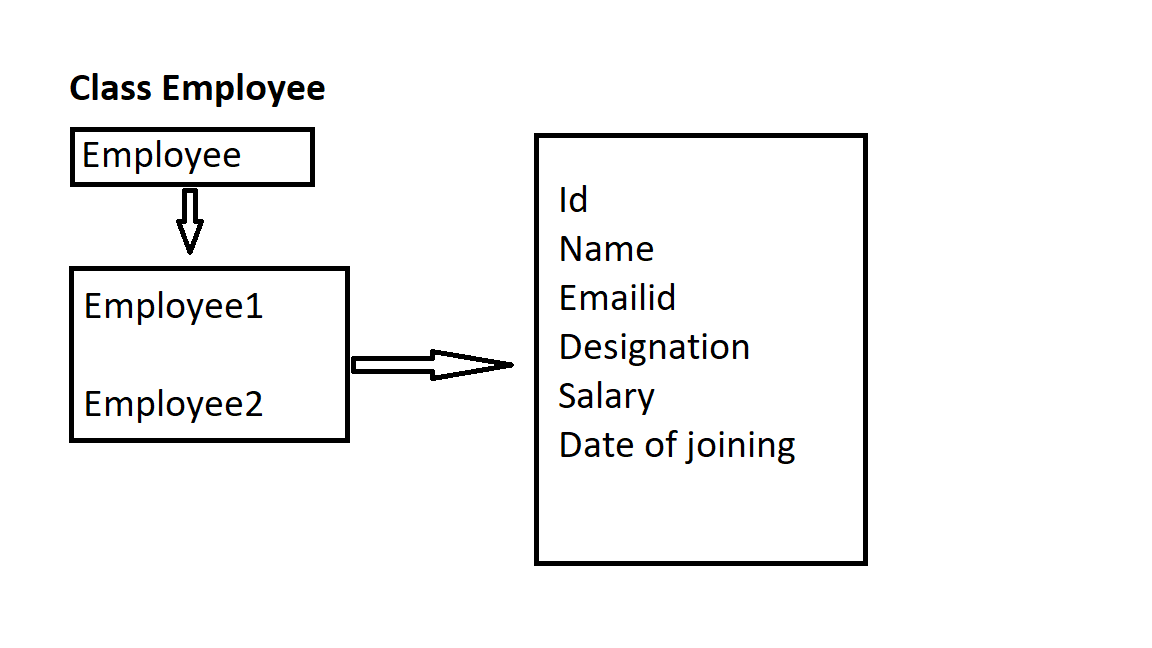 Class Employee
Employee
Employee1
Employee2
Id
Name
Emailid
Designation
Salary
Date of joining